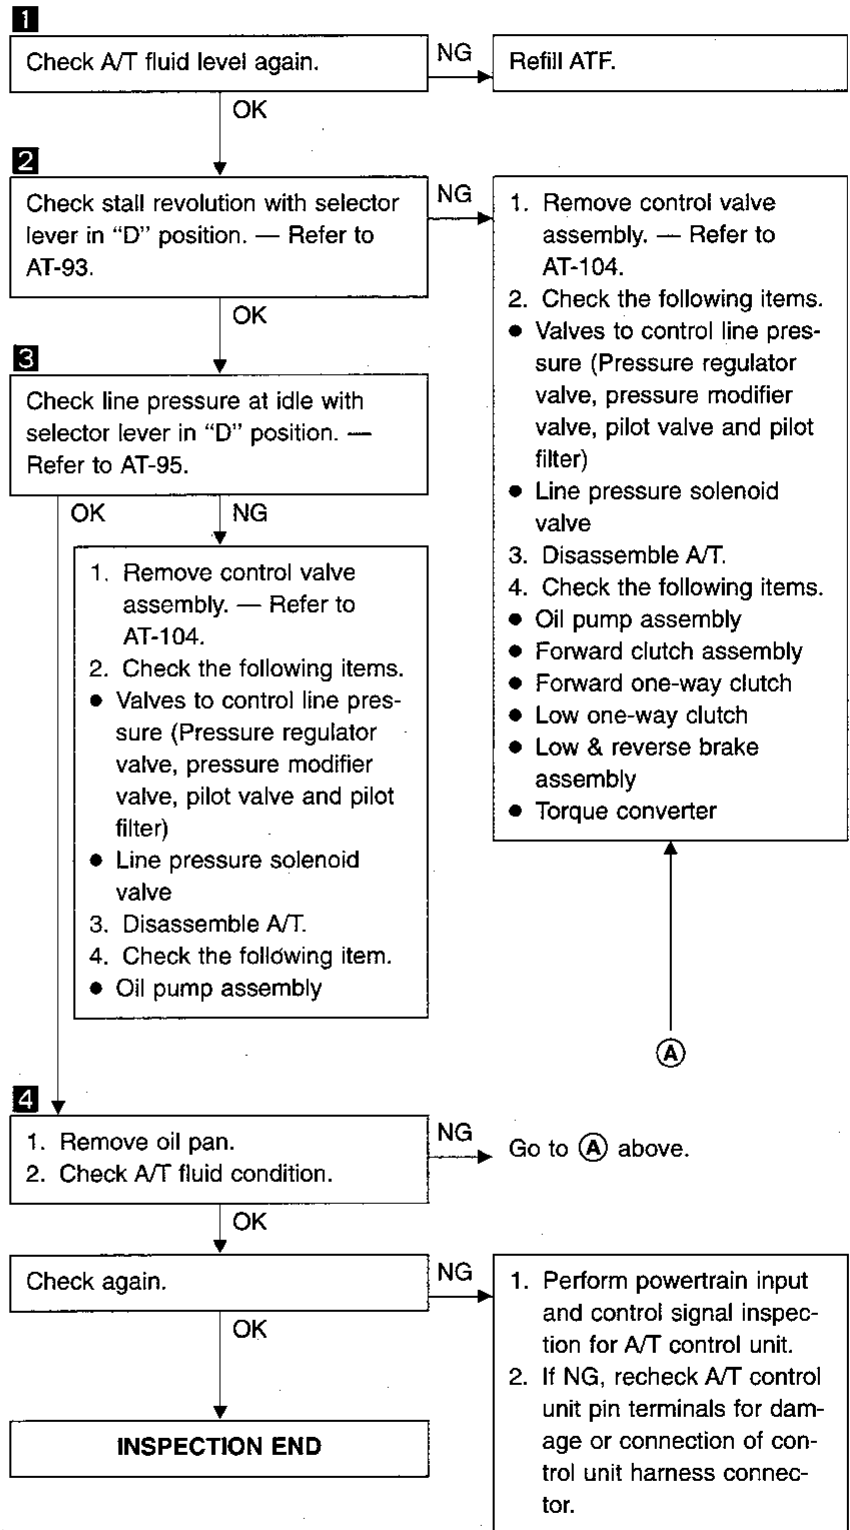 1
Check A/T fluid level again.
NG
Refill ATF.
OK
2
Check stall revolution with selector
lever in “D” position. — Refer to
AT-93.
NG
1. Remove control valve
assembly. — Refer to
AT-104.
2. Check the following items.
● Valves to control line pres-
sure (Pressure regulator
valve, pressure modifier
valve, pilot valve and pilot
filter)
● Line pressure solenoid
valve
3. Disassemble A/T.
4. Check the following items.
● Oil pump assembly
● Forward clutch assembly
● Forward one-way clutch
● Low one-way clutch
● Low & reverse brake
assembly
● Torque converter
A
OK
3
Check line pressure at idle with
selector lever in “D” position. —
Refer to AT-95.
OK
NG
1. Remove control valve
assembly. — Refer to
AT-104.
2. Check the following items.
● Valves to control line pres-
sure (Pressure regulator
valve, pressure modifier
valve, pilot valve and pilot
filter)
● Line pressure solenoid
valve
3. Disassemble A/T.
4. Check the following item.
● Oil pump assembly
4
1. Remove oil pan.
2. Check A/T fluid condition.
NG
Go to Ⓐ above.
OK
Check again.
NG
1. Perform powertrain input
and control signal inspec-
tion for A/T control unit.
2. If NG, recheck A/T control
unit pin terminals for dam-
age or connection of con-
trol unit harness connec-
tor.
OK
INSPECTION END